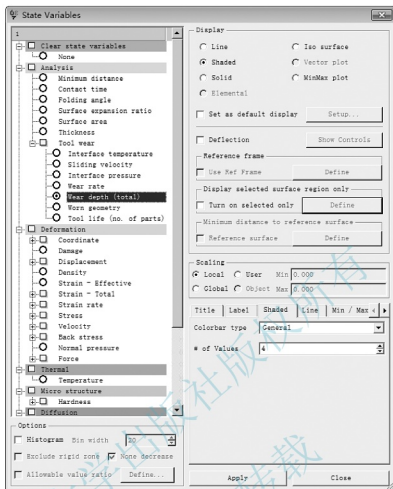 State Variables
1
Clear state variables
None
Analysis
Minimum distance
Contact time
Folding angle
Surface expansion ratio
Surface area
Thickness
Tool wear
Interface temperature
Sliding velocity
Interface pressure
Wear rate
Wear depth (total)
Worn geometry
Tool life (no. of parts)
Deformation
Coordinate
Damage
Displacement
Density
Strain - Effective
Strain - Total
Strain rate
Stress
Velocity
Back stress
Normal pressure
Force
Thermal
Temperature
Micro structure
Hardness
Diffusion
Options
Histogram Bin width 20
Exclude rigid zone None decrease
Allowable value ratio Define...
Display
Line Iso surface
Shaded Vector plot
Solid MinMax plot
Elemental
Set as default display Setup...
Deflection Show Controls
Reference frame
Use Ref Frame Define
Display selected surface region only
Turn on selected only Define
Minimum distance to reference surface
Reference surface Define
Scaling
Local User Min 0.000
Global Object Max 0.000
Title Label Shaded Line Min / Max
Colorbar type General
# of Values 4
Apply Close